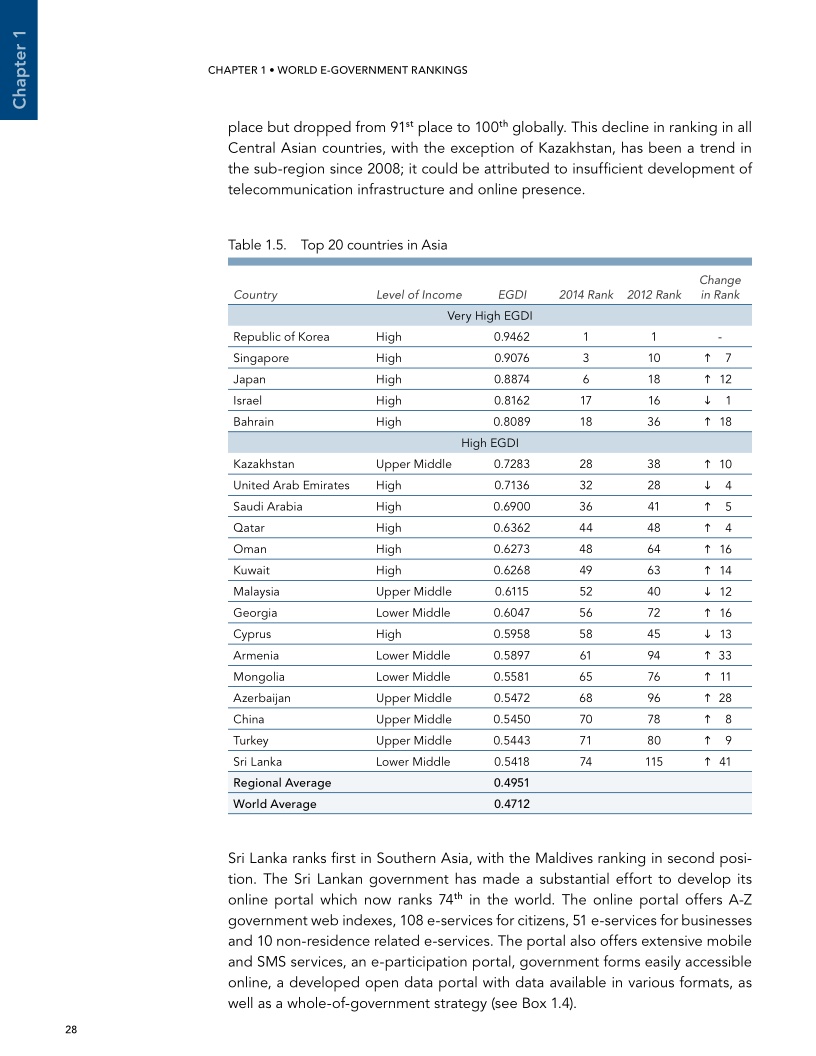 Chapter 1
CHAPTER 1 • WORLD E-GOVERNMENT RANKINGS
place but dropped from 91st place to 100th globally. This decline in ranking in all
Central Asian countries, with the exception of Kazakhstan, has been a trend in
the sub-region since 2008; it could be attributed to insufficient development of
telecommunication infrastructure and online presence.
Table 1.5. Top 20 countries in Asia
Country Level of Income EGDI 2014 Rank 2012 Rank Change in Rank
Very High EGDI
Republic of Korea High 0.9462 1 1 -
Singapore High 0.9076 3 10 ↑ 7
Japan High 0.8874 6 18 ↑ 12
Israel High 0.8162 17 16 ↓ 1
Bahrain High 0.8089 18 36 ↑ 18
High EGDI
Kazakhstan Upper Middle 0.7283 28 38 ↑ 10
United Arab Emirates High 0.7136 32 28 ↓ 4
Saudi Arabia High 0.6900 36 41 ↑ 5
Qatar High 0.6362 44 48 ↑ 4
Oman High 0.6273 48 64 ↑ 16
Kuwait High 0.6268 49 63 ↑ 14
Malaysia Upper Middle 0.6115 52 40 ↓ 12
Georgia Lower Middle 0.6047 56 72 ↑ 16
Cyprus High 0.5958 58 45 ↓ 13
Armenia Lower Middle 0.5897 61 94 ↑ 33
Mongolia Lower Middle 0.5581 65 76 ↑ 11
Azerbaijan Upper Middle 0.5472 68 96 ↑ 28
China Upper Middle 0.5450 70 78 ↑ 8
Turkey Upper Middle 0.5443 71 80 ↑ 9
Sri Lanka Lower Middle 0.5418 74 115 ↑ 41
Regional Average 0.4951
World Average 0.4712
Sri Lanka ranks first in Southern Asia, with the Maldives ranking in second posi-
tion. The Sri Lankan government has made a substantial effort to develop its
online portal which now ranks 74th in the world. The online portal offers A-Z
government web indexes, 108 e-services for citizens, 51 e-services for businesses
and 10 non-residence related e-services. The portal also offers extensive mobile
and SMS services, an e-participation portal, government forms easily accessible
online, a developed open data portal with data available in various formats, as
well as a whole-of-government strategy (see Box 1.4).
28